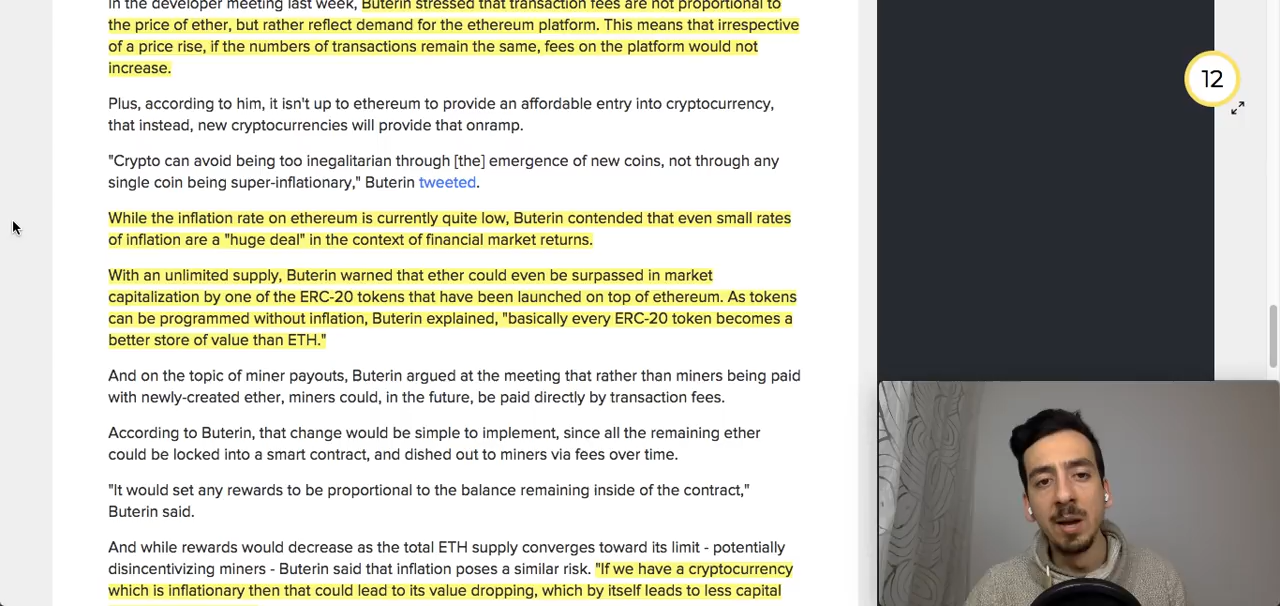 In the developer meeting last week, Buterin stressed that transaction fees are not proportional to
the price of ether, but rather reflect demand for the ethereum platform. This means that irrespective
of a price rise, if the numbers of transactions remain the same, fees on the platform would not
increase.
Plus, according to him, it isn't up to ethereum to provide an affordable entry into cryptocurrency,
that instead, new cryptocurrencies will provide that onramp.
"Crypto can avoid being too inegalitarian through [the] emergence of new coins, not through any
single coin being super-inflationary," Buterin tweeted.
While the inflation rate on ethereum is currently quite low, Buterin contended that even small rates
of inflation are a "huge deal" in the context of financial market returns.
With an unlimited supply, Buterin warned that ether could even be surpassed in market
capitalization by one of the ERC-20 tokens that have been launched on top of ethereum. As tokens
can be programmed without inflation, Buterin explained, "basically every ERC-20 token becomes a
better store of value than ETH."
And on the topic of miner payouts, Buterin argued at the meeting that rather than miners being paid
with newly-created ether, miners could, in the future, be paid directly by transaction fees.
According to Buterin, that change would be simple to implement, since all the remaining ether
could be locked into a smart contract, and dished out to miners via fees over time.
"It would set any rewards to be proportional to the balance remaining inside of the contract,"
Buterin said.
And while rewards would decrease as the total ETH supply converges toward its limit - potentially
disincentivizing miners - Buterin said that inflation poses a similar risk. "If we have a cryptocurrency
which is inflationary then that could lead to its value dropping, which by itself leads to less capital
12